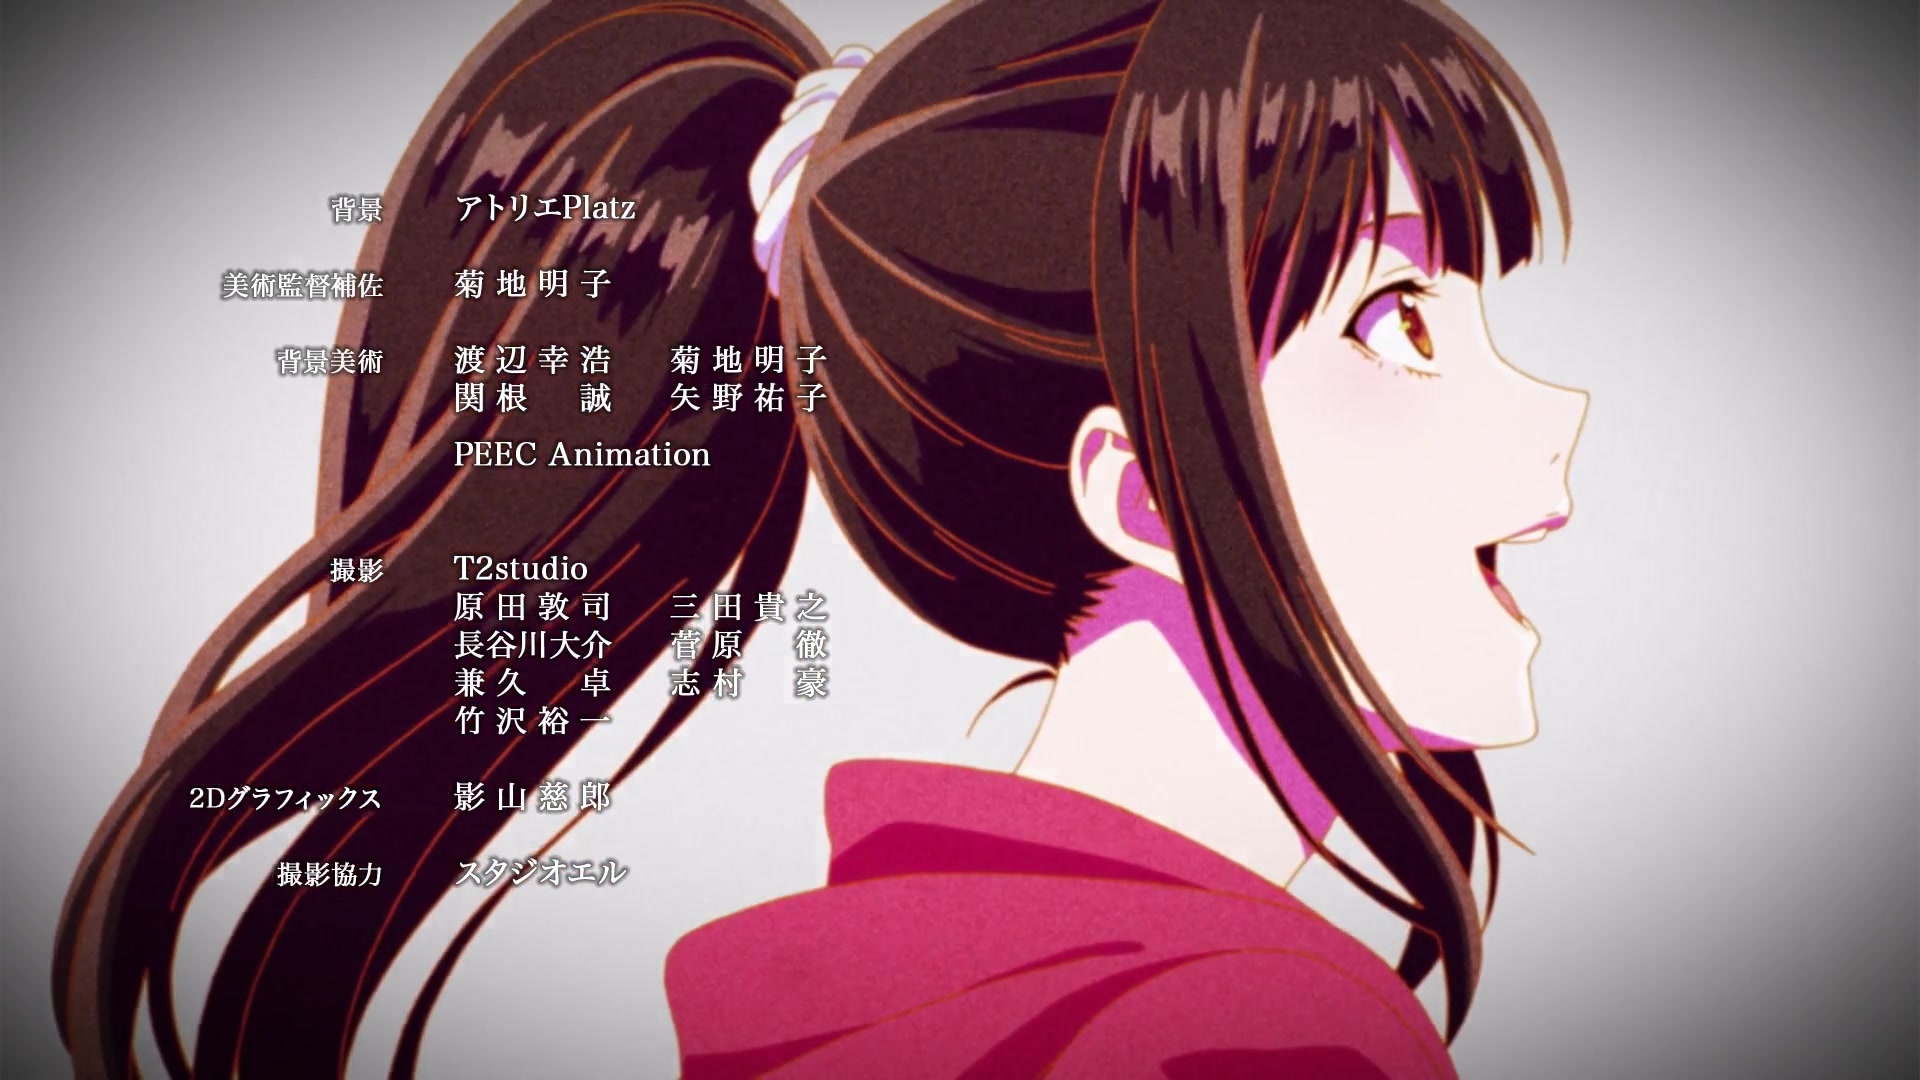 背景 アトリエPlatz
美術監督補佐 菊地明子
背景美術 渡辺幸浩 菊地明子
関根 誠 矢野祐子
PEEC Animation
撮影 T2studio
原田敦司 三田貴之
長谷川大介 菅原 徹
兼久 卓 志村 豪
竹沢裕一
2Dグラフィックス 影山慈郎
撮影協力 スタジオエル